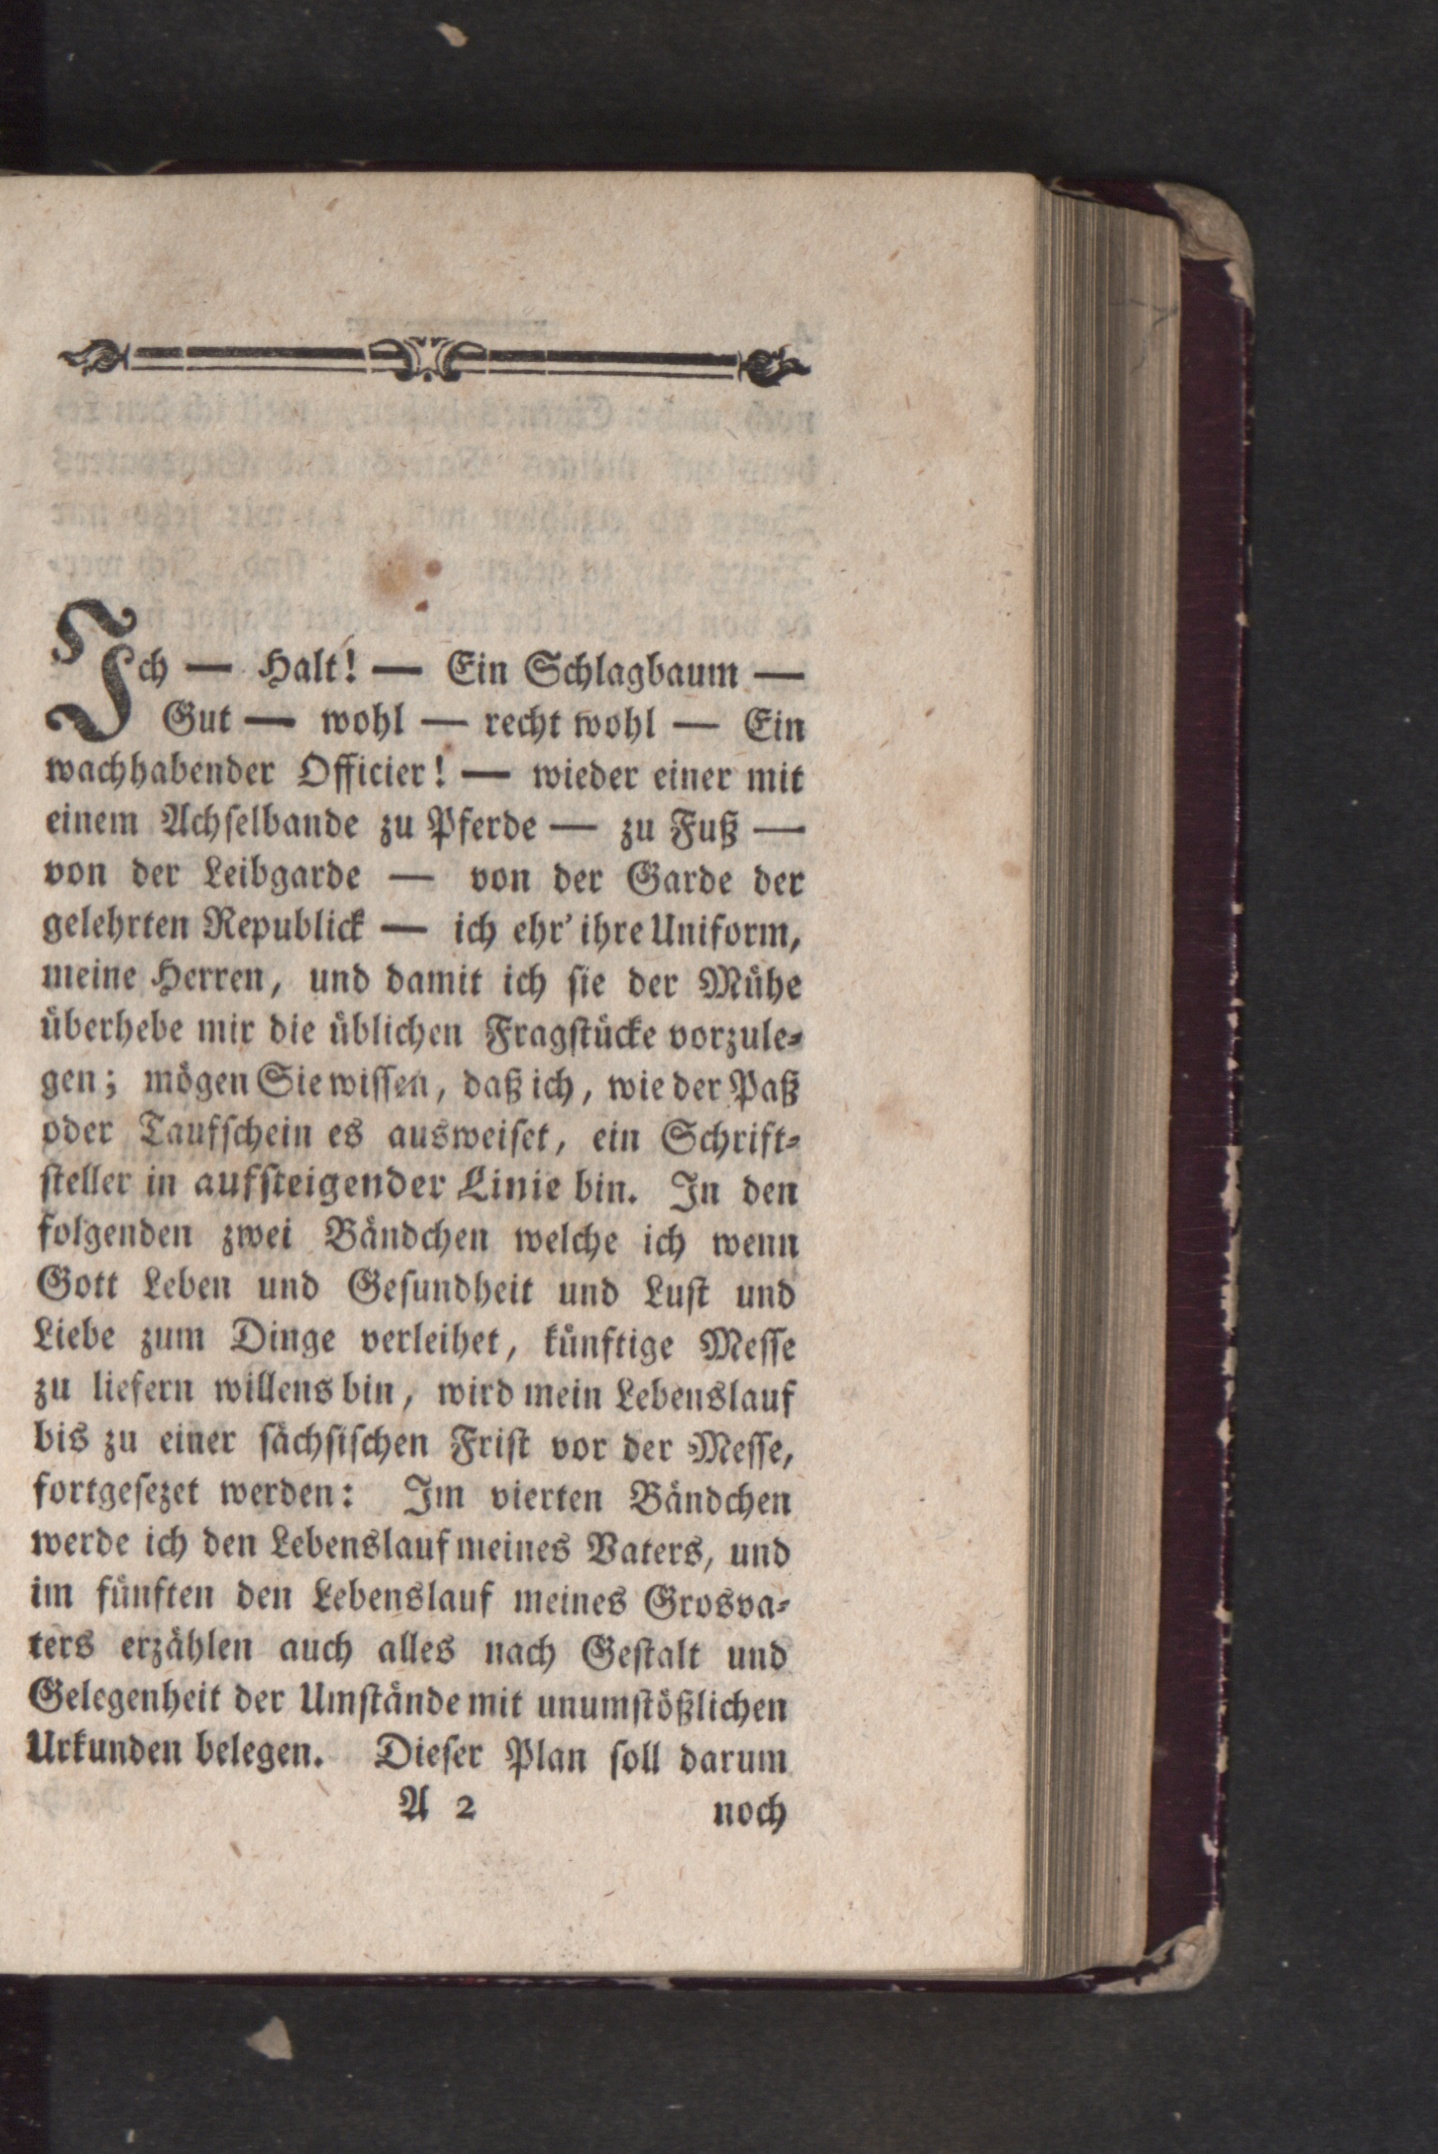 Ich — Halt! — Ein Schlagbaum —
Gut — wohl — recht wohl — Ein
wachhabender Officier! — wieder einer mit
einem Achſelbande zu Pferde — zu Fuß —
von der Leibgarde — von der Garde der
gelehrten Republick — ich ehr' ihre Uniform,
meine Herren, und damit ich ſie der Mühe
überhebe mir die üblichen Fragſtücke vorzule⸗
gen; mögen Sie wiſſen, daß ich, wie der Paß
oder Taufſchein es ausweiſet, ein Schrift⸗
ſteller in aufſteigender Linie bin. In den
folgenden zwei Bändchen welche ich wenn
Gott Leben und Geſundheit und Luſt und
Liebe zum Dinge verleihet, künftige Meſſe
zu liefern willens bin, wird mein Lebenslauf
bis zu einer ſächſiſchen Friſt vor der Meſſe,
fortgeſezet werden: Im vierten Bändchen
werde ich den Lebenslauf meines Vaters, und
im fünften den Lebenslauf meines Grosva⸗
ters erzählen auch alles nach Geſtalt und
Gelegenheit der Umſtände mit unumſtößlichen
Urkunden belegen. Dieſer Plan ſoll darum
A 2 noch